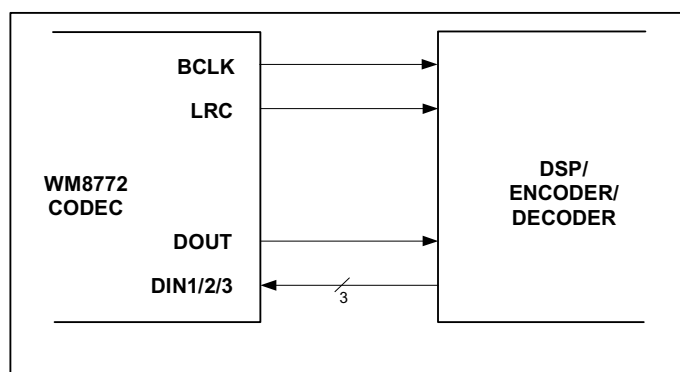 BCLK
LRC
WM8772
CODEC
DSP/
ENCODER/
DECODER
DOUT
DIN1/2/3
3